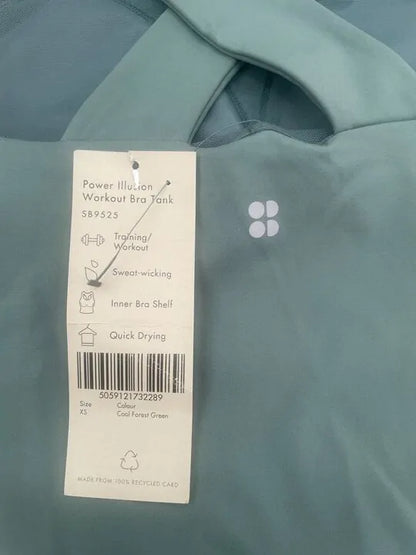 Power Illusion
Workout Bra Tank
SB9525
Training/
Workout
Sweat-wicking
Inner Bra Shelf
Quick Drying
5059121732289
Size Colour
XS Cool Forest Green
MADE FROM 100% RECYCLED CARD